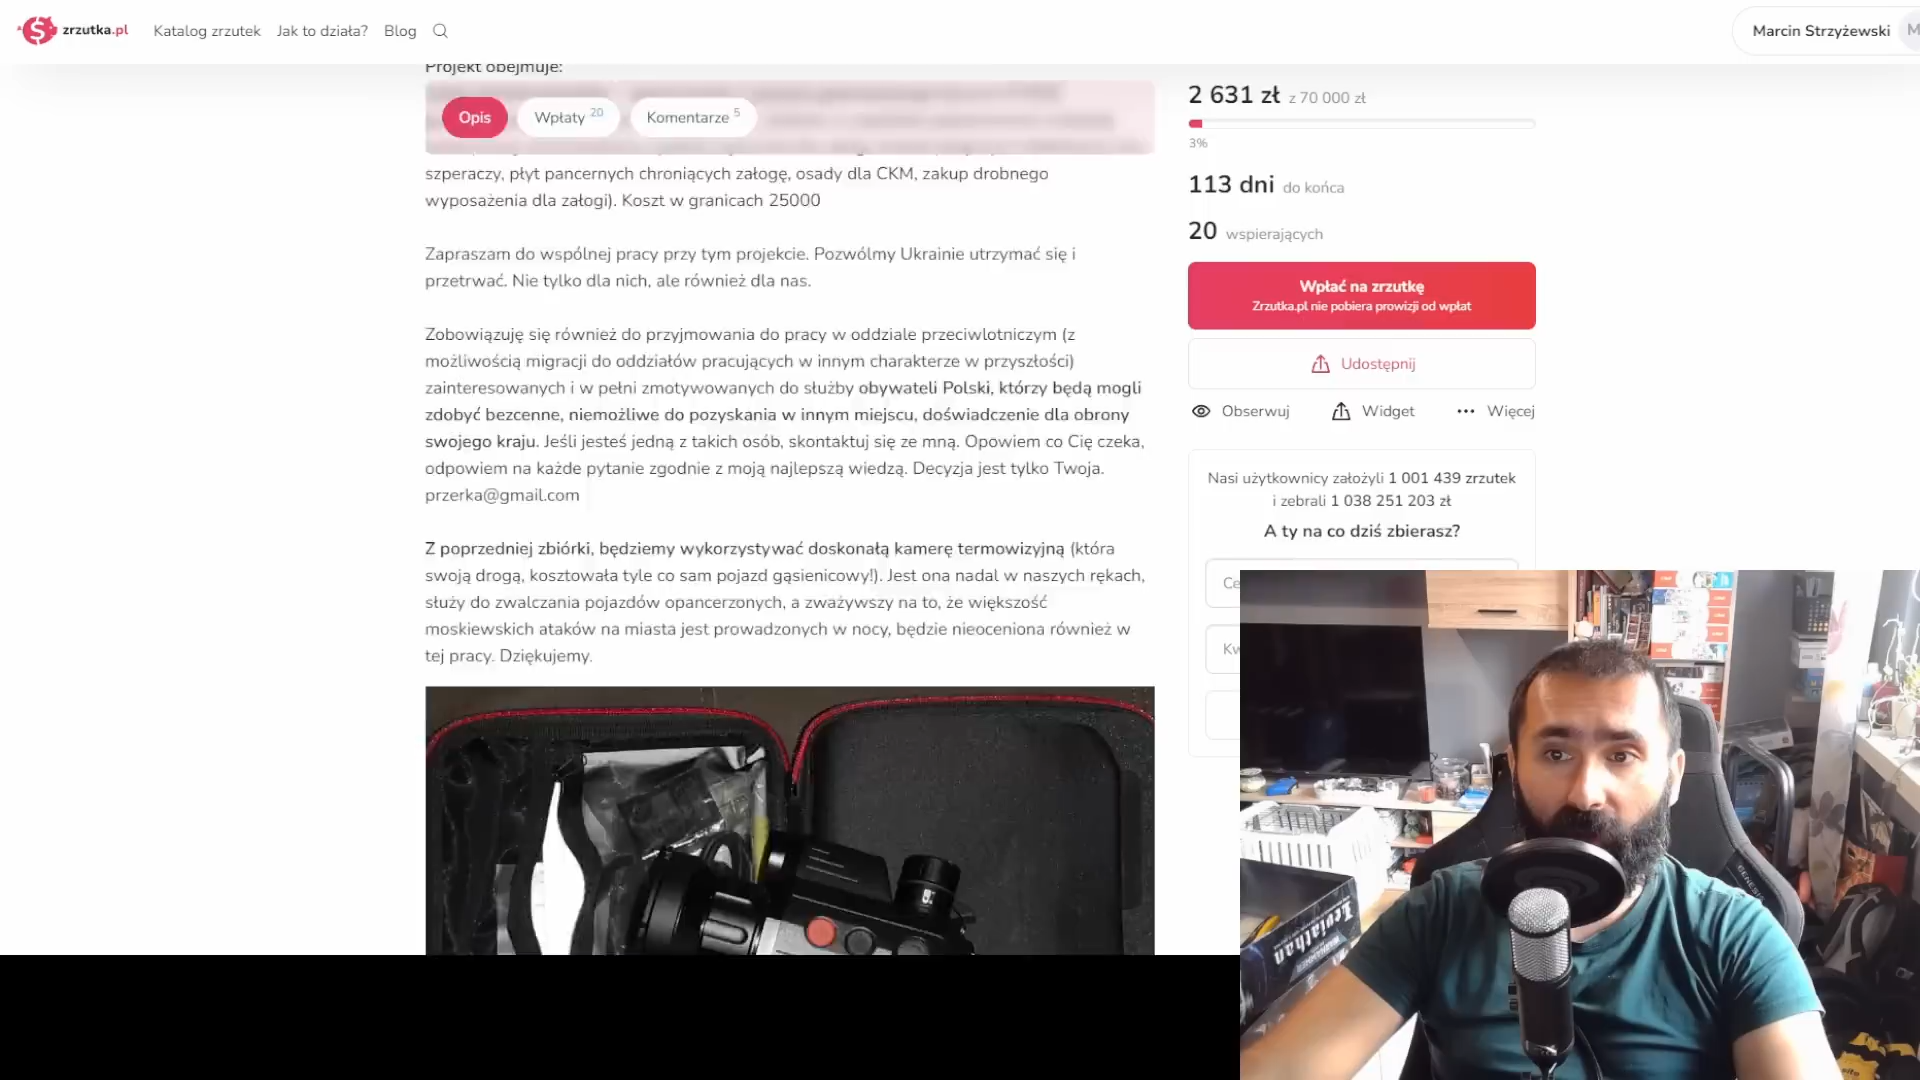 zrzutka.pl
Katalog zrzutek
Jak to działa?
Blog
Marcin Strzyżewski
M
Projekt obejmuje:
Opis
Wpłaty 20
Komentarze 5
szperaczy, płyt pancernych chroniących załogę, osady dla CKM, zakup drobnego
wyposażenia dla załogi). Koszt w granicach 25000
Zapraszam do wspólnej pracy przy tym projekcie. Pozwólmy Ukrainie utrzymać się i
przetrwać. Nie tylko dla nich, ale również dla nas.
Zobowiązuję się również do przyjmowania do pracy w oddziale przeciwlotniczym (z
możliwością migracji do oddziałów pracujących w innym charakterze w przyszłości)
zainteresowanych i w pełni zmotywowanych do służby obywateli Polski, którzy będą mogli
zdobyć bezcenne, niemożliwe do pozyskania w innym miejscu, doświadczenie dla obrony
swojego kraju. Jeśli jesteś jedną z takich osób, skontaktuj się ze mną. Opowiem co Cię czeka,
odpowiem na każde pytanie zgodnie z moją najlepszą wiedzą. Decyzja jest tylko Twoja.
przerka@gmail.com
Z poprzedniej zbiórki, będziemy wykorzystywać doskonałą kamerę termowizyjną (która
swoją drogą, kosztowała tyle co sam pojazd gąsienicowy!). Jest ona nadal w naszych rękach,
służy do zwalczania pojazdów opancerzonych, a zważywszy na to, że większość
moskiewskich ataków na miasta jest prowadzonych w nocy, będzie nieoceniona również w
tej pracy. Dziękujemy.
2 631 zł z 70 000 zł
3%
113 dni do końca
20 wspierających
Wpłać na zrzutkę
Zrzutka.pl nie pobiera prowizji od wpłat
Udostępnij
Obserwuj
Widget
Więcej
Nasi użytkownicy założyli 1 001 439 zrzutek
i zebrali 1 038 251 203 zł
A ty na co dziś zbierasz?
Ce
Kw
Leviathan
GENESIS